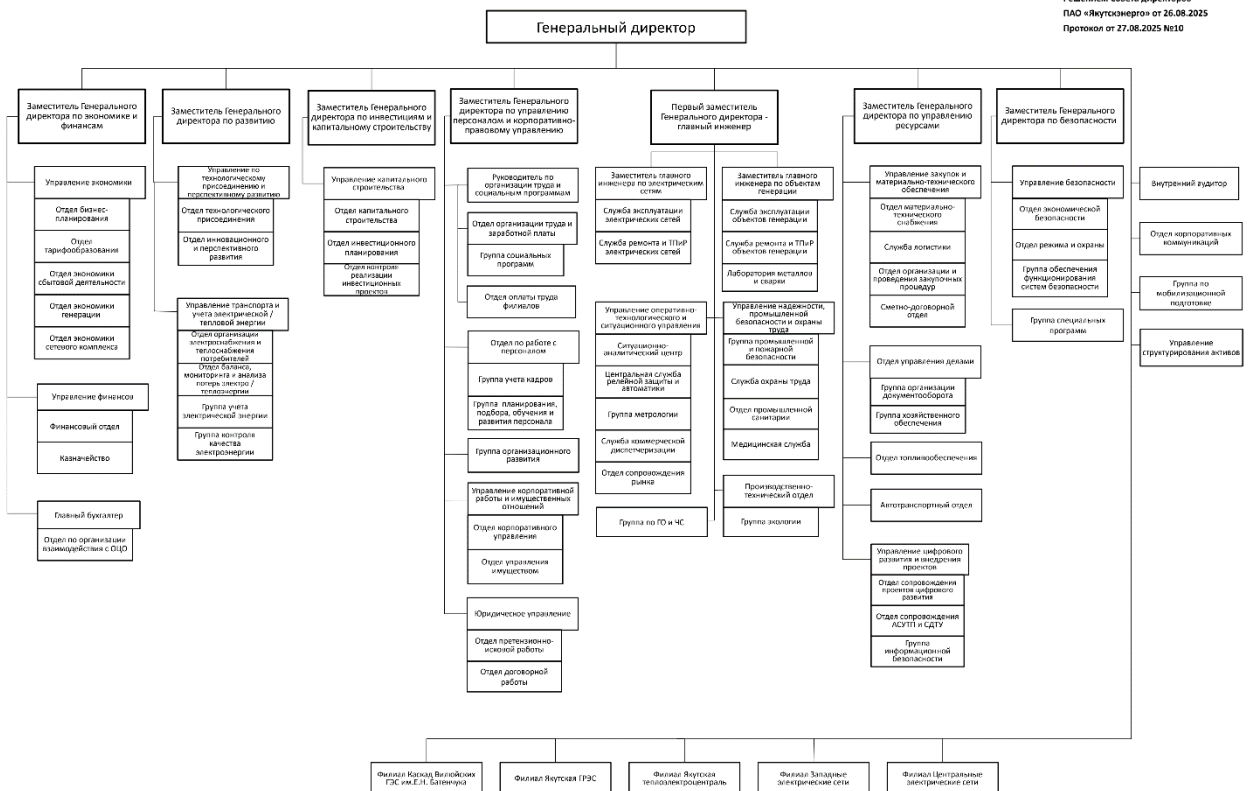 Решением Совета директоров
ПАО «Якутскэнерго» от 26.08.2025
Протокол от 27.08.2025 №10
Генеральный директор
Заместитель Генерального
директора по экономике и
финансам
Управление экономики
Отдел бизнес-
планирования
Отдел
тарифообразования
Отдел экономики
сбытовой деятельности
Отдел экономики
генерации
Отдел экономики
сетевого комплекса
Управление финансов
Финансовый отдел
Казначейство
Главный бухгалтер
Отдел по организации
взаимодействия с ОЦО
Заместитель Генерального
директора по развитию
Управление по
технологическому
присоединению и
перспективному развитию
Отдел технологического
присоединения
Отдел инновационного
и перспективного
развития
Управление транспорта и
учета электрической /
тепловой энергии
Отдел организации
электроснабжения и
теплоснабжения
потребителей
Отдел баланса,
мониторинга и анализа
потерь электро /
теплоэнергии
Группа учета
электрической энергии
Группа контроля
качества
электроэнергии
Заместитель Генерального
директора по инвестициям и
капитальному строительству
Управление капитального
строительства
Отдел капитального
строительства
Отдел инвестиционного
планирования
Отдел контроля
реализации
инвестиционных
проектов
Заместитель Генерального
директора по управлению
персоналом и корпоративно-
правовому управлению
Руководитель по
организации труда и
социальным программам
Отдел организации труда и
заработной платы
Группа социальных
программ
Отдел оплаты труда
филиалов
Отдел по работе с
персоналом
Группа учета кадров
Группа планирования,
подбора, обучения и
развития персонала
Группа организационного
развития
Управление корпоративной
работы и имущественных
отношений
Отдел корпоративного
управления
Отдел управления
имуществом
Юридическое управление
Отдел претензионно-
исковой работы
Отдел договорной
работы
Первый заместитель
Генерального директора -
главный инженер
Заместитель главного
инженера по электрическим
сетям
Служба эксплуатации
электрических сетей
Служба ремонта и ТПиР
электрических сетей
Управление оперативно-
технологического и
ситуационного управления
Ситуационно-
аналитический центр
Центральная служба
релейной защиты и
автоматики
Группа метрологии
Служба коммерческой
диспетчеризации
Отдел сопровождения
рынка
Группа по ГО и ЧС
Заместитель главного
инженера по объектам
генерации
Служба эксплуатации
объектов генерации
Служба ремонта и ТПиР
объектов генерации
Лаборатория металлов
и сварки
Управление надежности,
промышленной
безопасности и охраны
труда
Группа промышленной
и пожарной
безопасности
Служба охраны труда
Отдел промышленной
санитарии
Медицинская служба
Производственно-
технический отдел
Группа экологии
Заместитель Генерального
директора по управлению
ресурсами
Управление закупок и
материально-технического
обеспечения
Отдел материально-
технического
снабжения
Служба логистики
Отдел организации и
проведения закупочных
процедур
Сметно-договорной
отдел
Отдел управления делами
Группа организации
документооборота
Группа хозяйственного
обеспечения
Отдел топливообеспечения
Автотранспортный отдел
Управление цифрового
развития и внедрения
проектов
Отдел сопровождения
проектов цифрового
развития
Отдел сопровождения
АСУТП и СДТУ
Группа
информационной
безопасности
Заместитель Генерального
директора по безопасности
Управление безопасности
Отдел экономической
безопасности
Отдел режима и охраны
Группа обеспечения
функционирования
систем безопасности
Группа специальных
программ
Внутренний аудитор
Отдел корпоративных
коммуникаций
Группа по
мобилизационной
подготовке
Управление
структурирования активов
Филиал Каскад Вилюйских
ГЭС им.Е.Н. Батенчука
Филиал Якутская ГРЭС
Филиал Якутская
теплоэлектроцентраль
Филиал Западные
электрические сети
Филиал Центральные
электрические сети